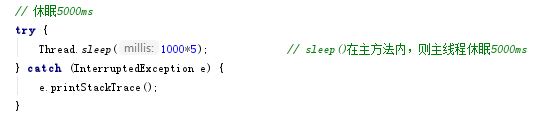 // 休眠5000ms
try {
Thread.sleep( millis: 1000*5); // sleep()在主方法内，则主线程休眠5000ms
} catch (InterruptedException e) {
e.printStackTrace();
}